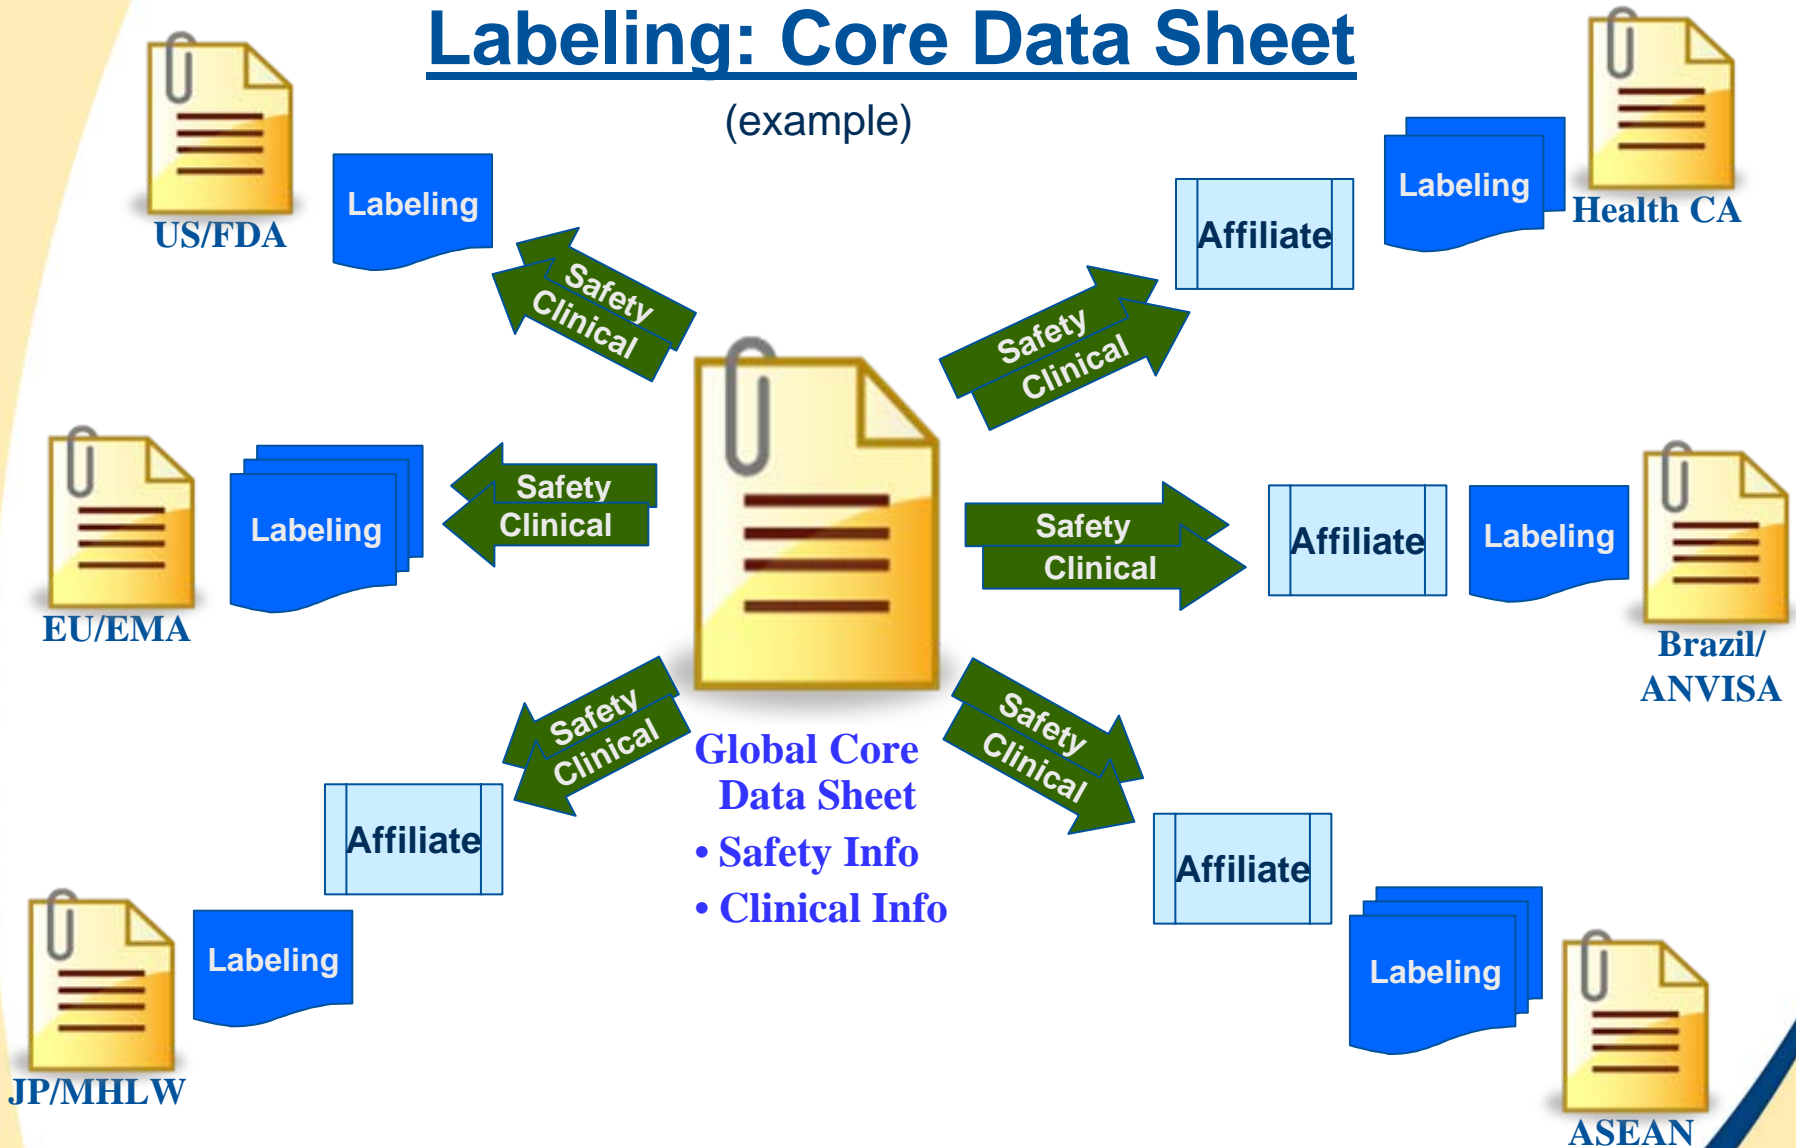 Labeling: Core Data Sheet
(example)
US/FDA
Labeling
Safety
Clinical
Safety
Clinical
Affiliate
Labeling
Health CA
EU/EMA
Labeling
Safety
Clinical
Safety
Clinical
Affiliate
Labeling
Brazil/
ANVISA
JP/MHLW
Labeling
Affiliate
Safety
Clinical
Global Core
Data Sheet
• Safety Info
• Clinical Info
Safety
Clinical
Affiliate
Labeling
ASEAN